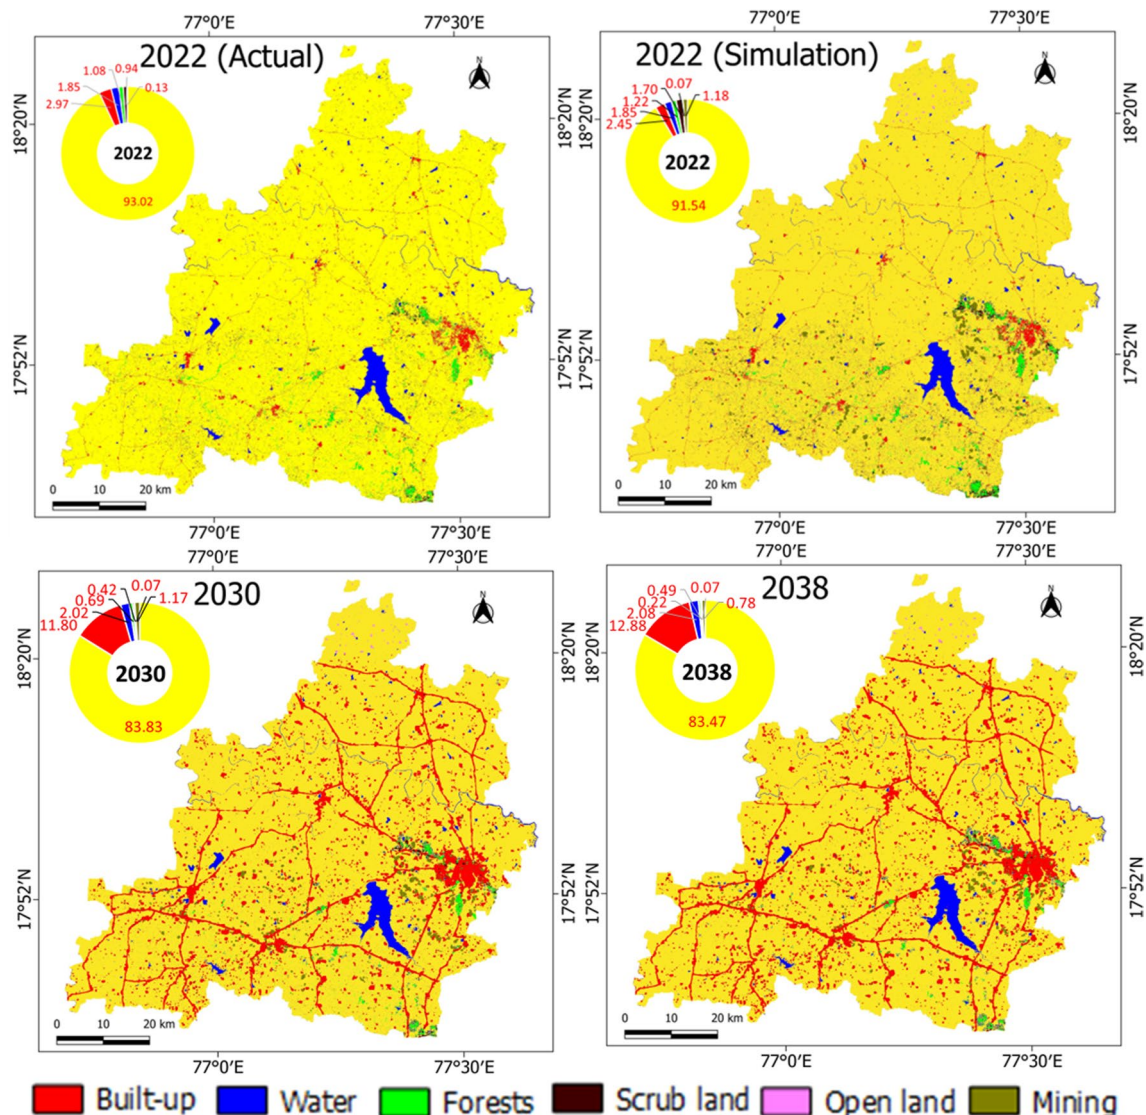 77°0′E 77°30′E 77°0′E 77°30′E
2022 (Actual)
1.08 0.94
1.85 0.13
2.97
2022
93.02
N
18°20′N
17°52′N
0 10 20 km
2022 (Simulation)
1.70 0.07
1.22 1.18
1.85
2.45
2022
91.54
N
18°20′N 18°20′N
17°52′N 17°52′N
0 10 20 km
77°0′E 77°30′E 77°0′E 77°30′E
77°0′E 77°30′E 77°0′E 77°30′E
2030
0.42 0.07
0.69 1.17
2.02
11.80
2030
83.83
N
18°20′N
17°52′N
0 10 20 km
2038
0.49 0.07
0.22 0.78
2.08
12.88
2038
83.47
N
18°20′N 18°20′N
17°52′N 17°52′N
0 10 20 km
77°0′E 77°30′E 77°0′E 77°30′E
Built-up Water Forests Scrub land Open land Mining